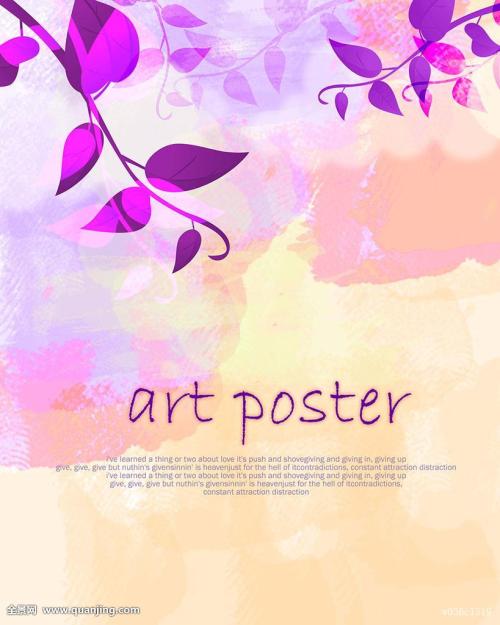 art poster
i've learned a thing or two about love it's push and shovegiving and giving in, giving up
give, give, give but nuthin's givensinnin' is heavenjust for the hell of itcontradictions, constant attraction distraction
i've learned a thing or two about love it's push and shovegiving and giving in, giving up
give, give, give but nuthin's givensinnin' is heavenjust for the hell of itcontradictions,
constant attraction distraction
全景网 www.quanjing.com